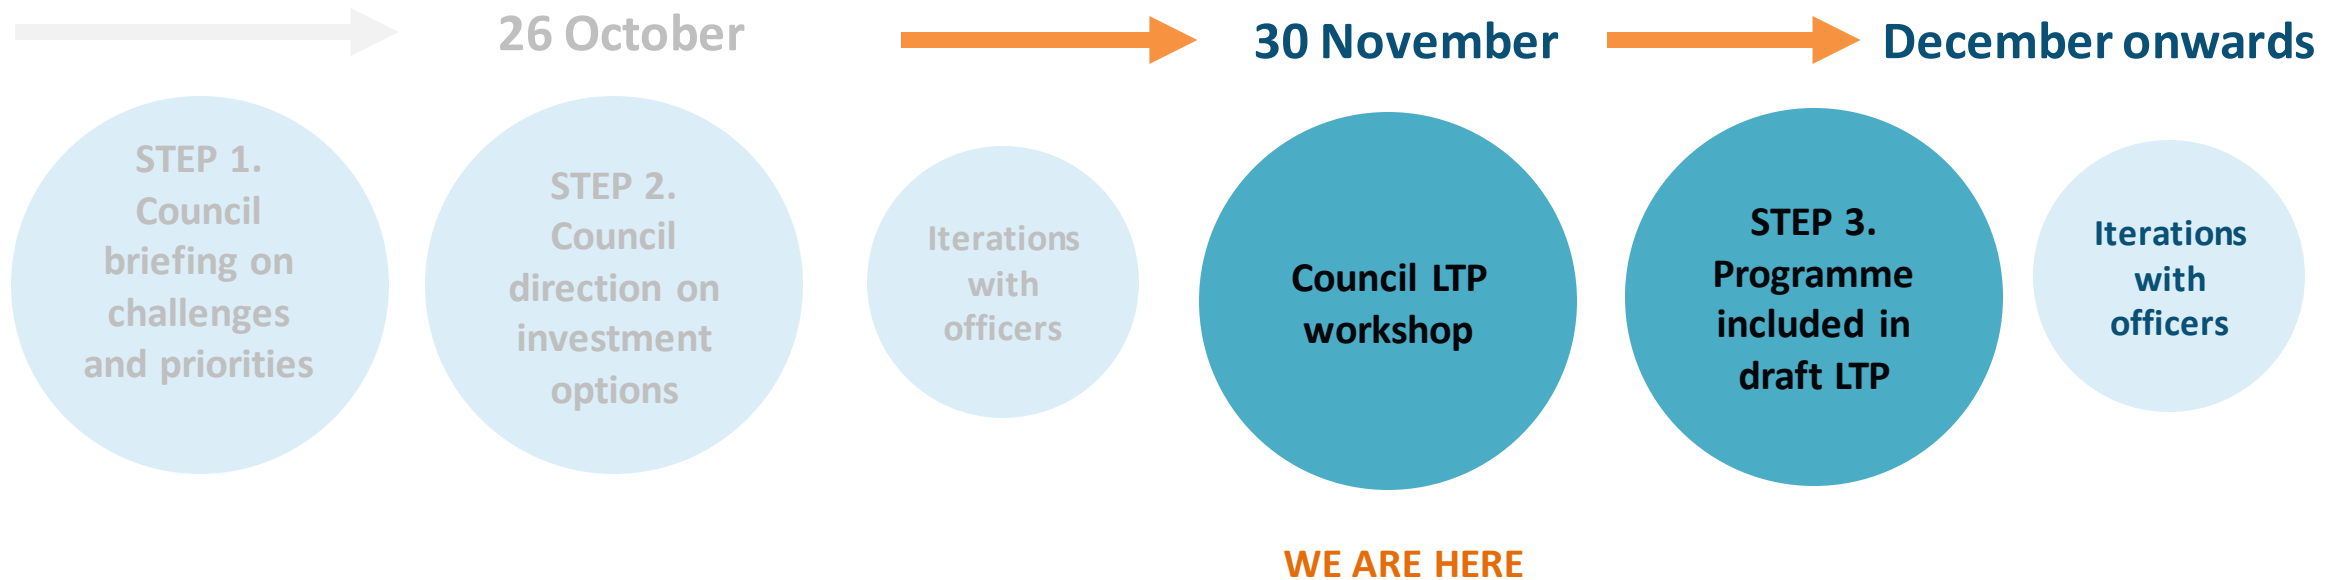 26 October
30 November
December onwards
STEP 1.
Council
briefing on
challenges
and priorities
STEP 2.
Council
direction on
investment
options
Iterations
with
officers
Council LTP
workshop
STEP 3.
Programme
included in
draft LTP
Iterations
with
officers
WE ARE HERE